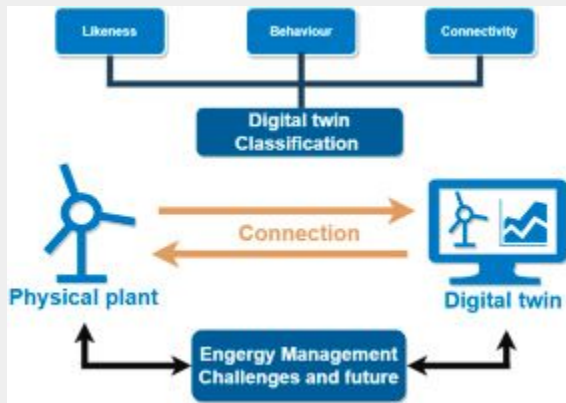 Likeness
Behaviour
Connectivity
Digital twin
Classification
Connection
Physical plant
Digital twin
Engergy Management
Challenges and future